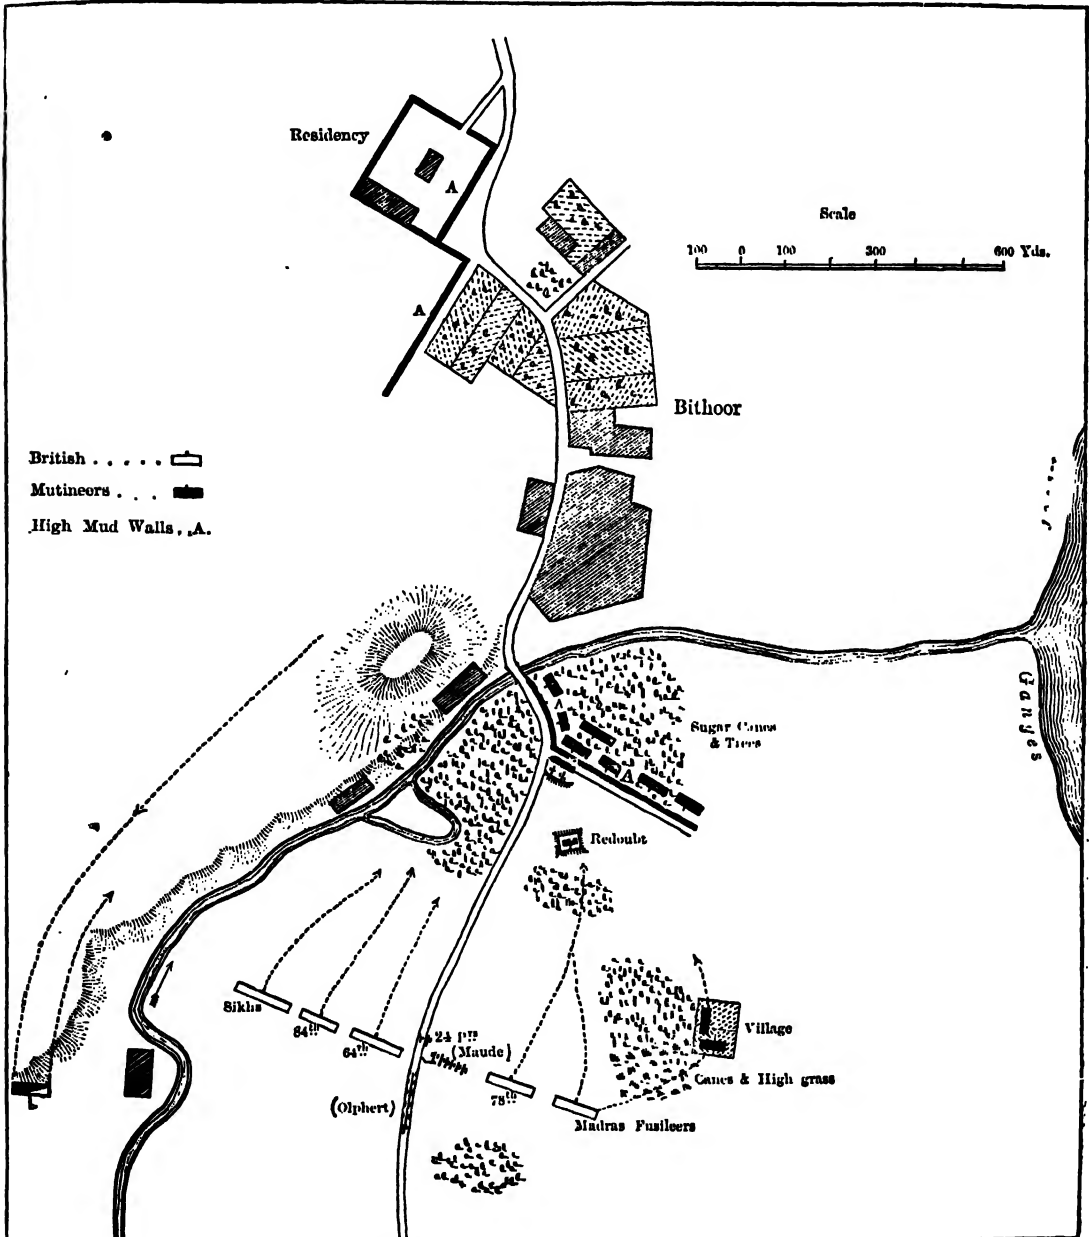 Residency
A
Scale
100 0 100 300 600 Yds.
A
Bithoor
British . . . . .
Mutineers . . .
High Mud Walls . . A.
Ganges
Sugar Canes
& Trees
A
A
Redoubt
Sikhs
84th
64th
24 Prs
(Maude)
Village
Canes & High grass
(Olphert)
78th
Madras Fusileers